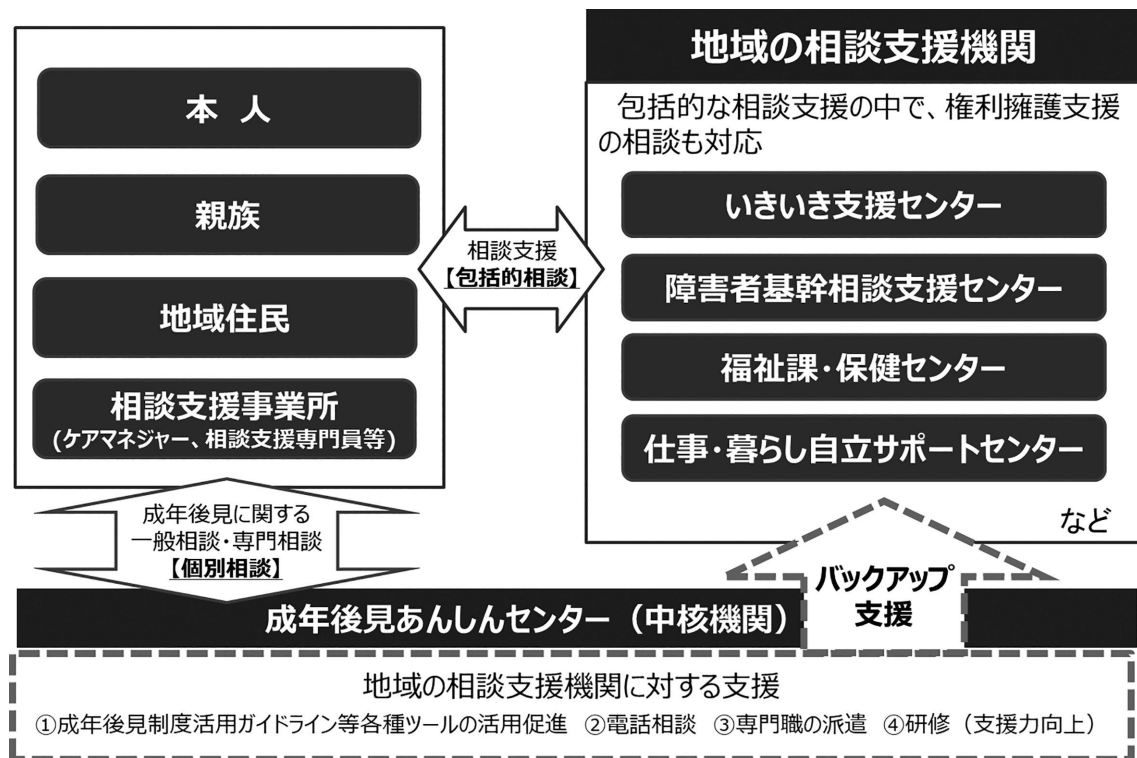 本 人
親族
地域住民
相談支援事業所
(ケアマネジャー、相談支援専門員等)
相談支援
【包括的相談】
地域の相談支援機関
包括的な相談支援の中で、権利擁護支援
の相談も対応
いきいき支援センター
障害者基幹相談支援センター
福祉課・保健センター
仕事・暮らし自立サポートセンター
など
成年後見に関する
一般相談・専門相談
【個別相談】
バックアップ
支援
成年後見あんしんセンター（中核機関）
地域の相談支援機関に対する支援
①成年後見制度活用ガイドライン等各種ツールの活用促進 ②電話相談 ③専門職の派遣 ④研修（支援力向上）